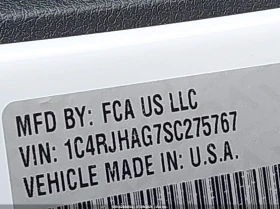 MFD BY: FCA US LLC
VIN: 1C4RJHAG7SC275767
VEHICLE MADE IN: U.S.A.